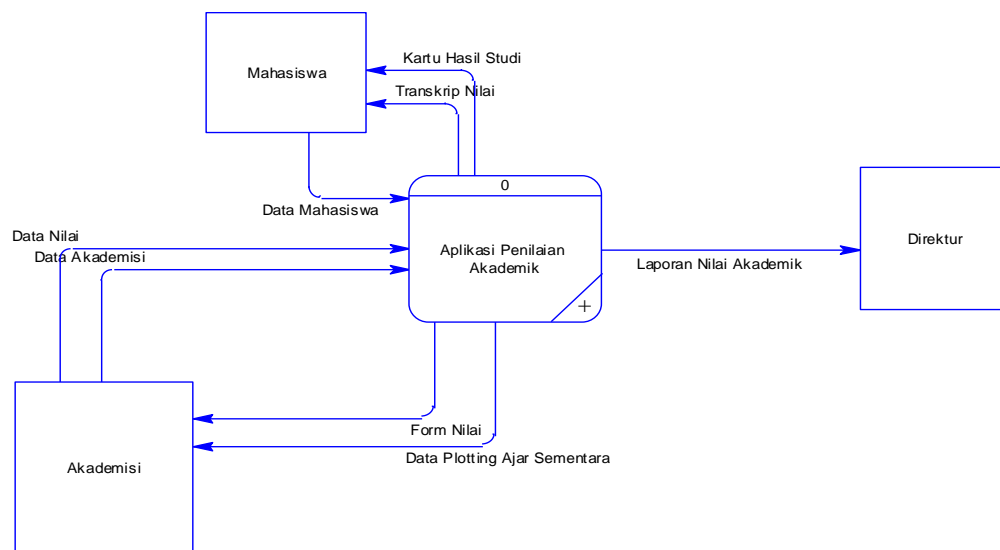 Mahasiswa
Kartu Hasil Studi
Transkrip Nilai
0
Data Mahasiswa
Data Nilai
Data Akademisi
Aplikasi Penilaian
Akademik
Direktur
Laporan Nilai Akademik
+
Form Nilai
Data Plotting Ajar Sementara
Akademisi